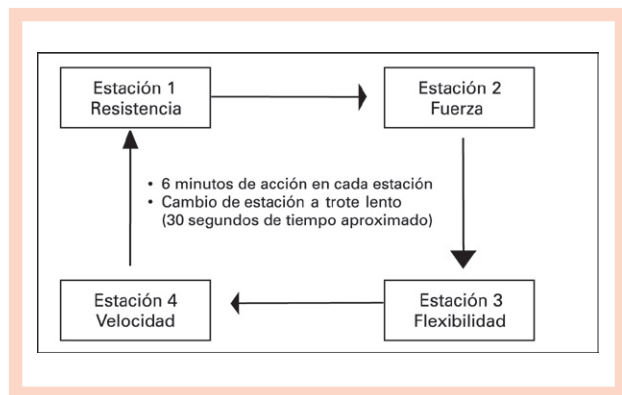 Estación 1
Resistencia
Estación 2
Fuerza
• 6 minutos de acción en cada estación
• Cambio de estación a trote lento
(30 segundos de tiempo aproximado)
Estación 4
Velocidad
Estación 3
Flexibilidad